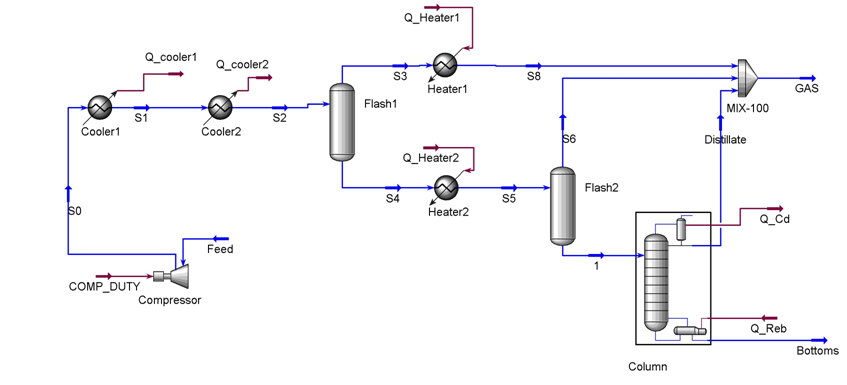 Q_Heater1
Q_cooler1
Q_cooler2
S3
S8
Heater1
GAS
MIX-100
Cooler1
S1
Cooler2
S2
Flash1
S6
Distillate
Q_Heater2
S4
Heater2
S5
Flash2
S0
Feed
COMP_DUTY
Compressor
1
Q_Cd
Q_Reb
Bottoms
Column